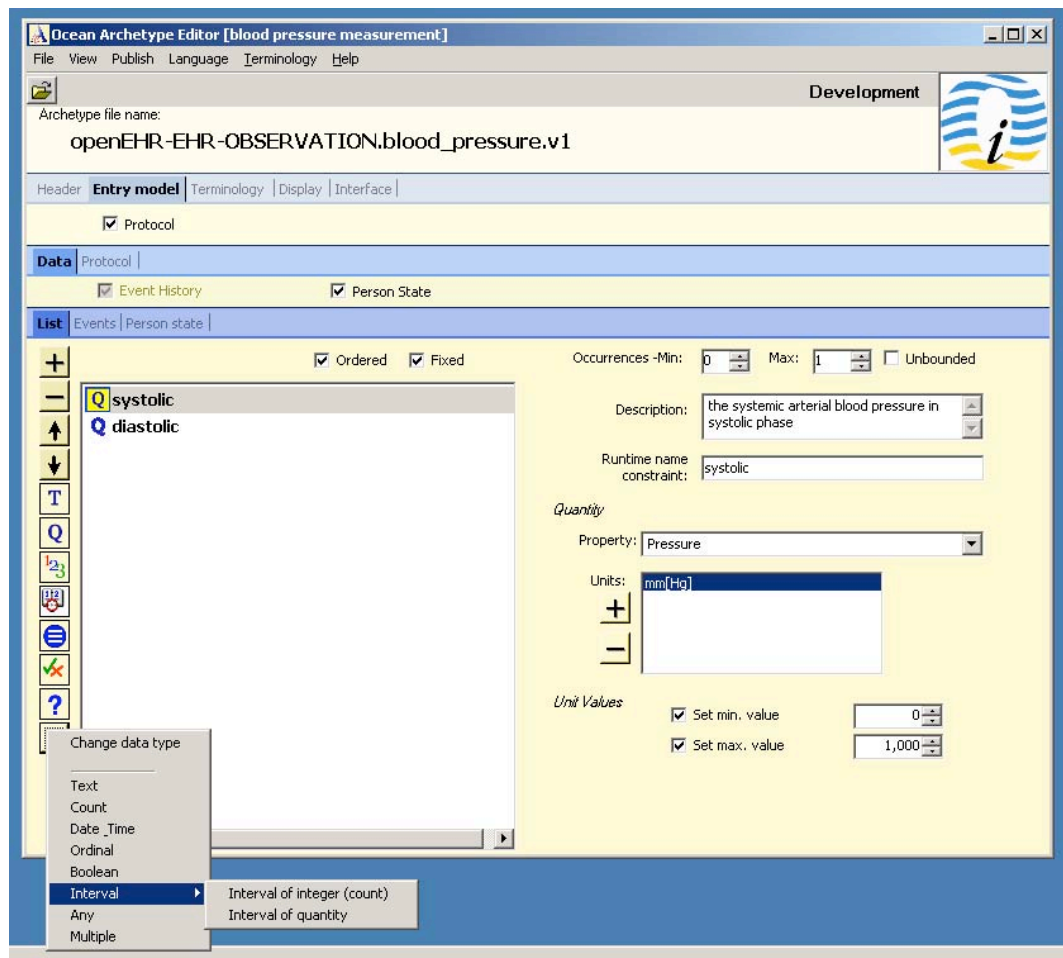 Ocean Archetype Editor [blood pressure measurement]
File View Publish Language Terminology Help
Development
Archetype file name:
openEHR-EHR-OBSERVATION.blood_pressure.v1
i
Header Entry model Terminology Display Interface
Protocol
Data Protocol
Event History Person State
List Events Person state
Ordered Fixed
Occurrences -Min: 0 Max: 1 Unbounded
Q systolic
Q diastolic
Description: the systemic arterial blood pressure in
systolic phase
Runtime name
constraint: systolic
T
Q
123
Quantity
Property: Pressure
Units: mm[Hg]
?
Unit Values
Set min. value 0
Set max. value 1,000
Change data type
Text
Count
Date_Time
Ordinal
Boolean
Interval
Any
Multiple
Interval of integer (count)
Interval of quantity